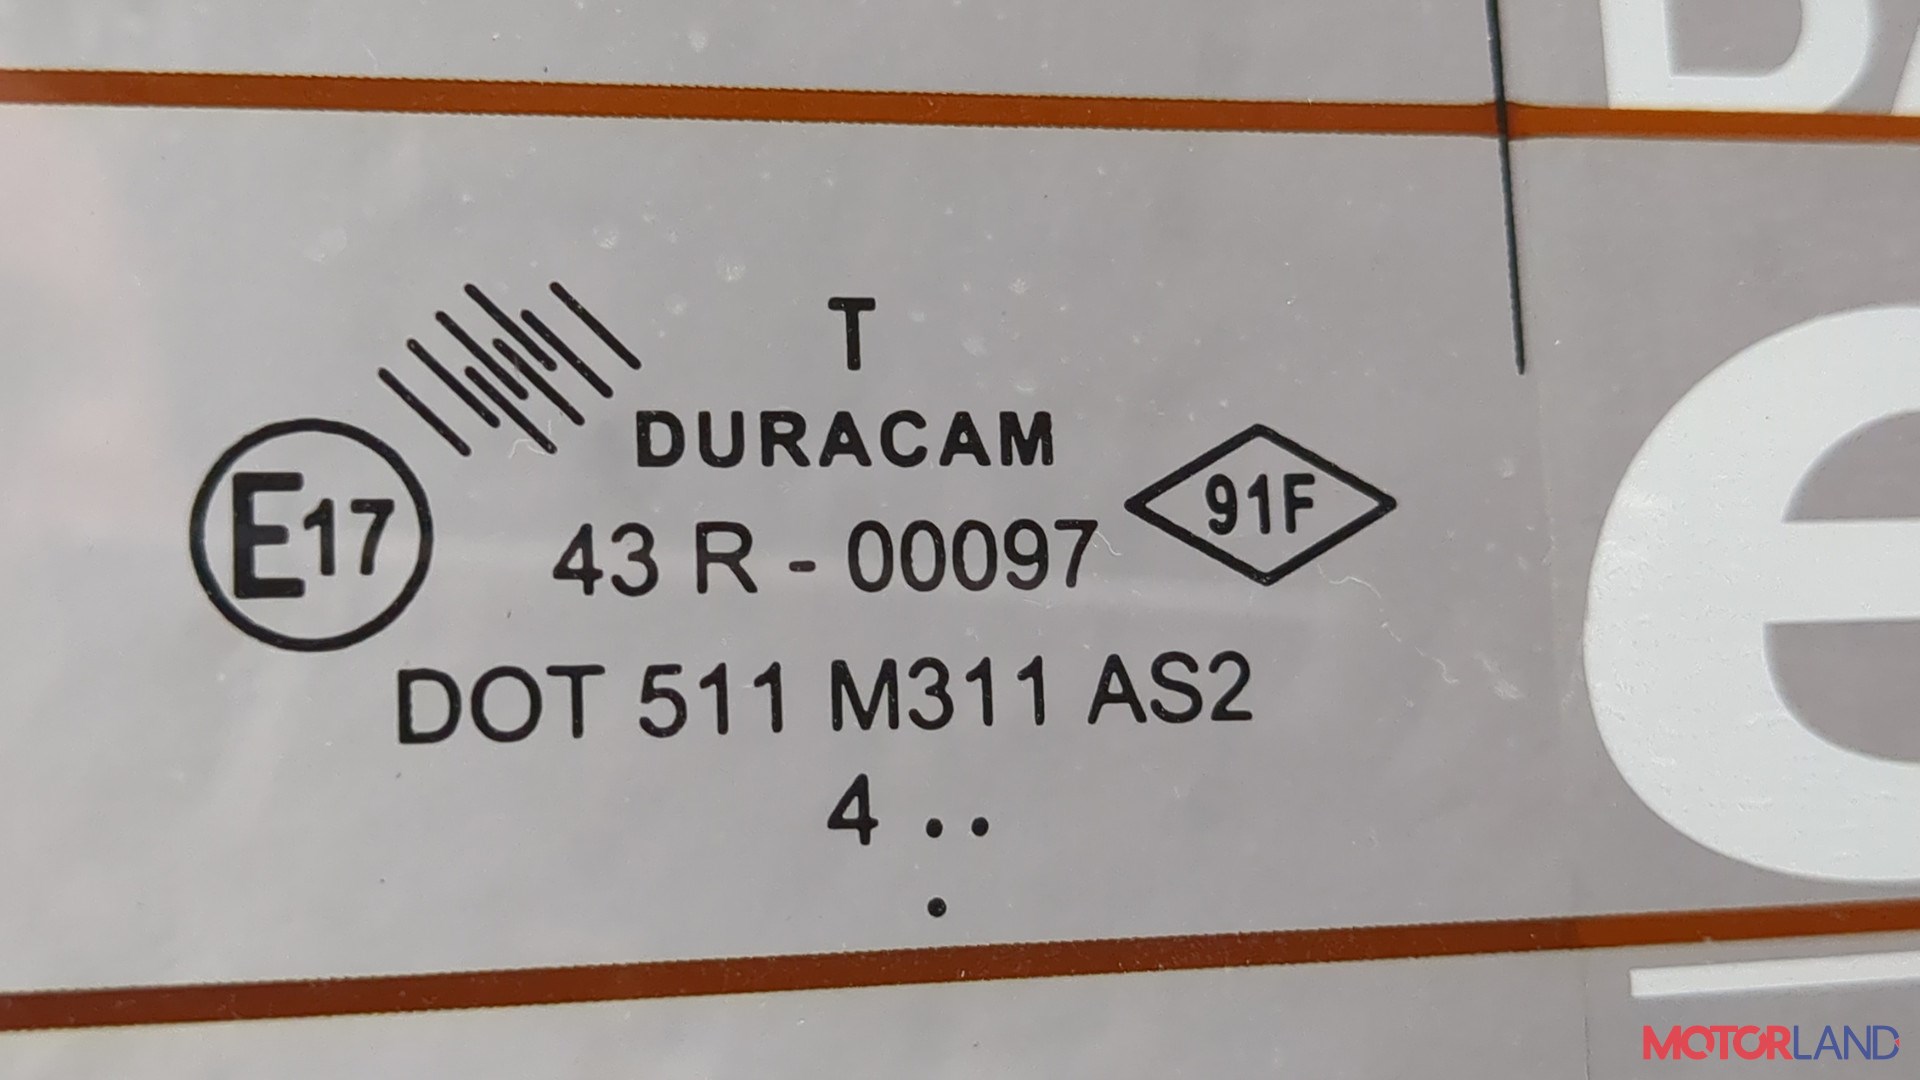 T
DURACAM
E17
43 R - 00097
91F
DOT 511 M311 AS2
4 ..
.
e
MOTORLAND